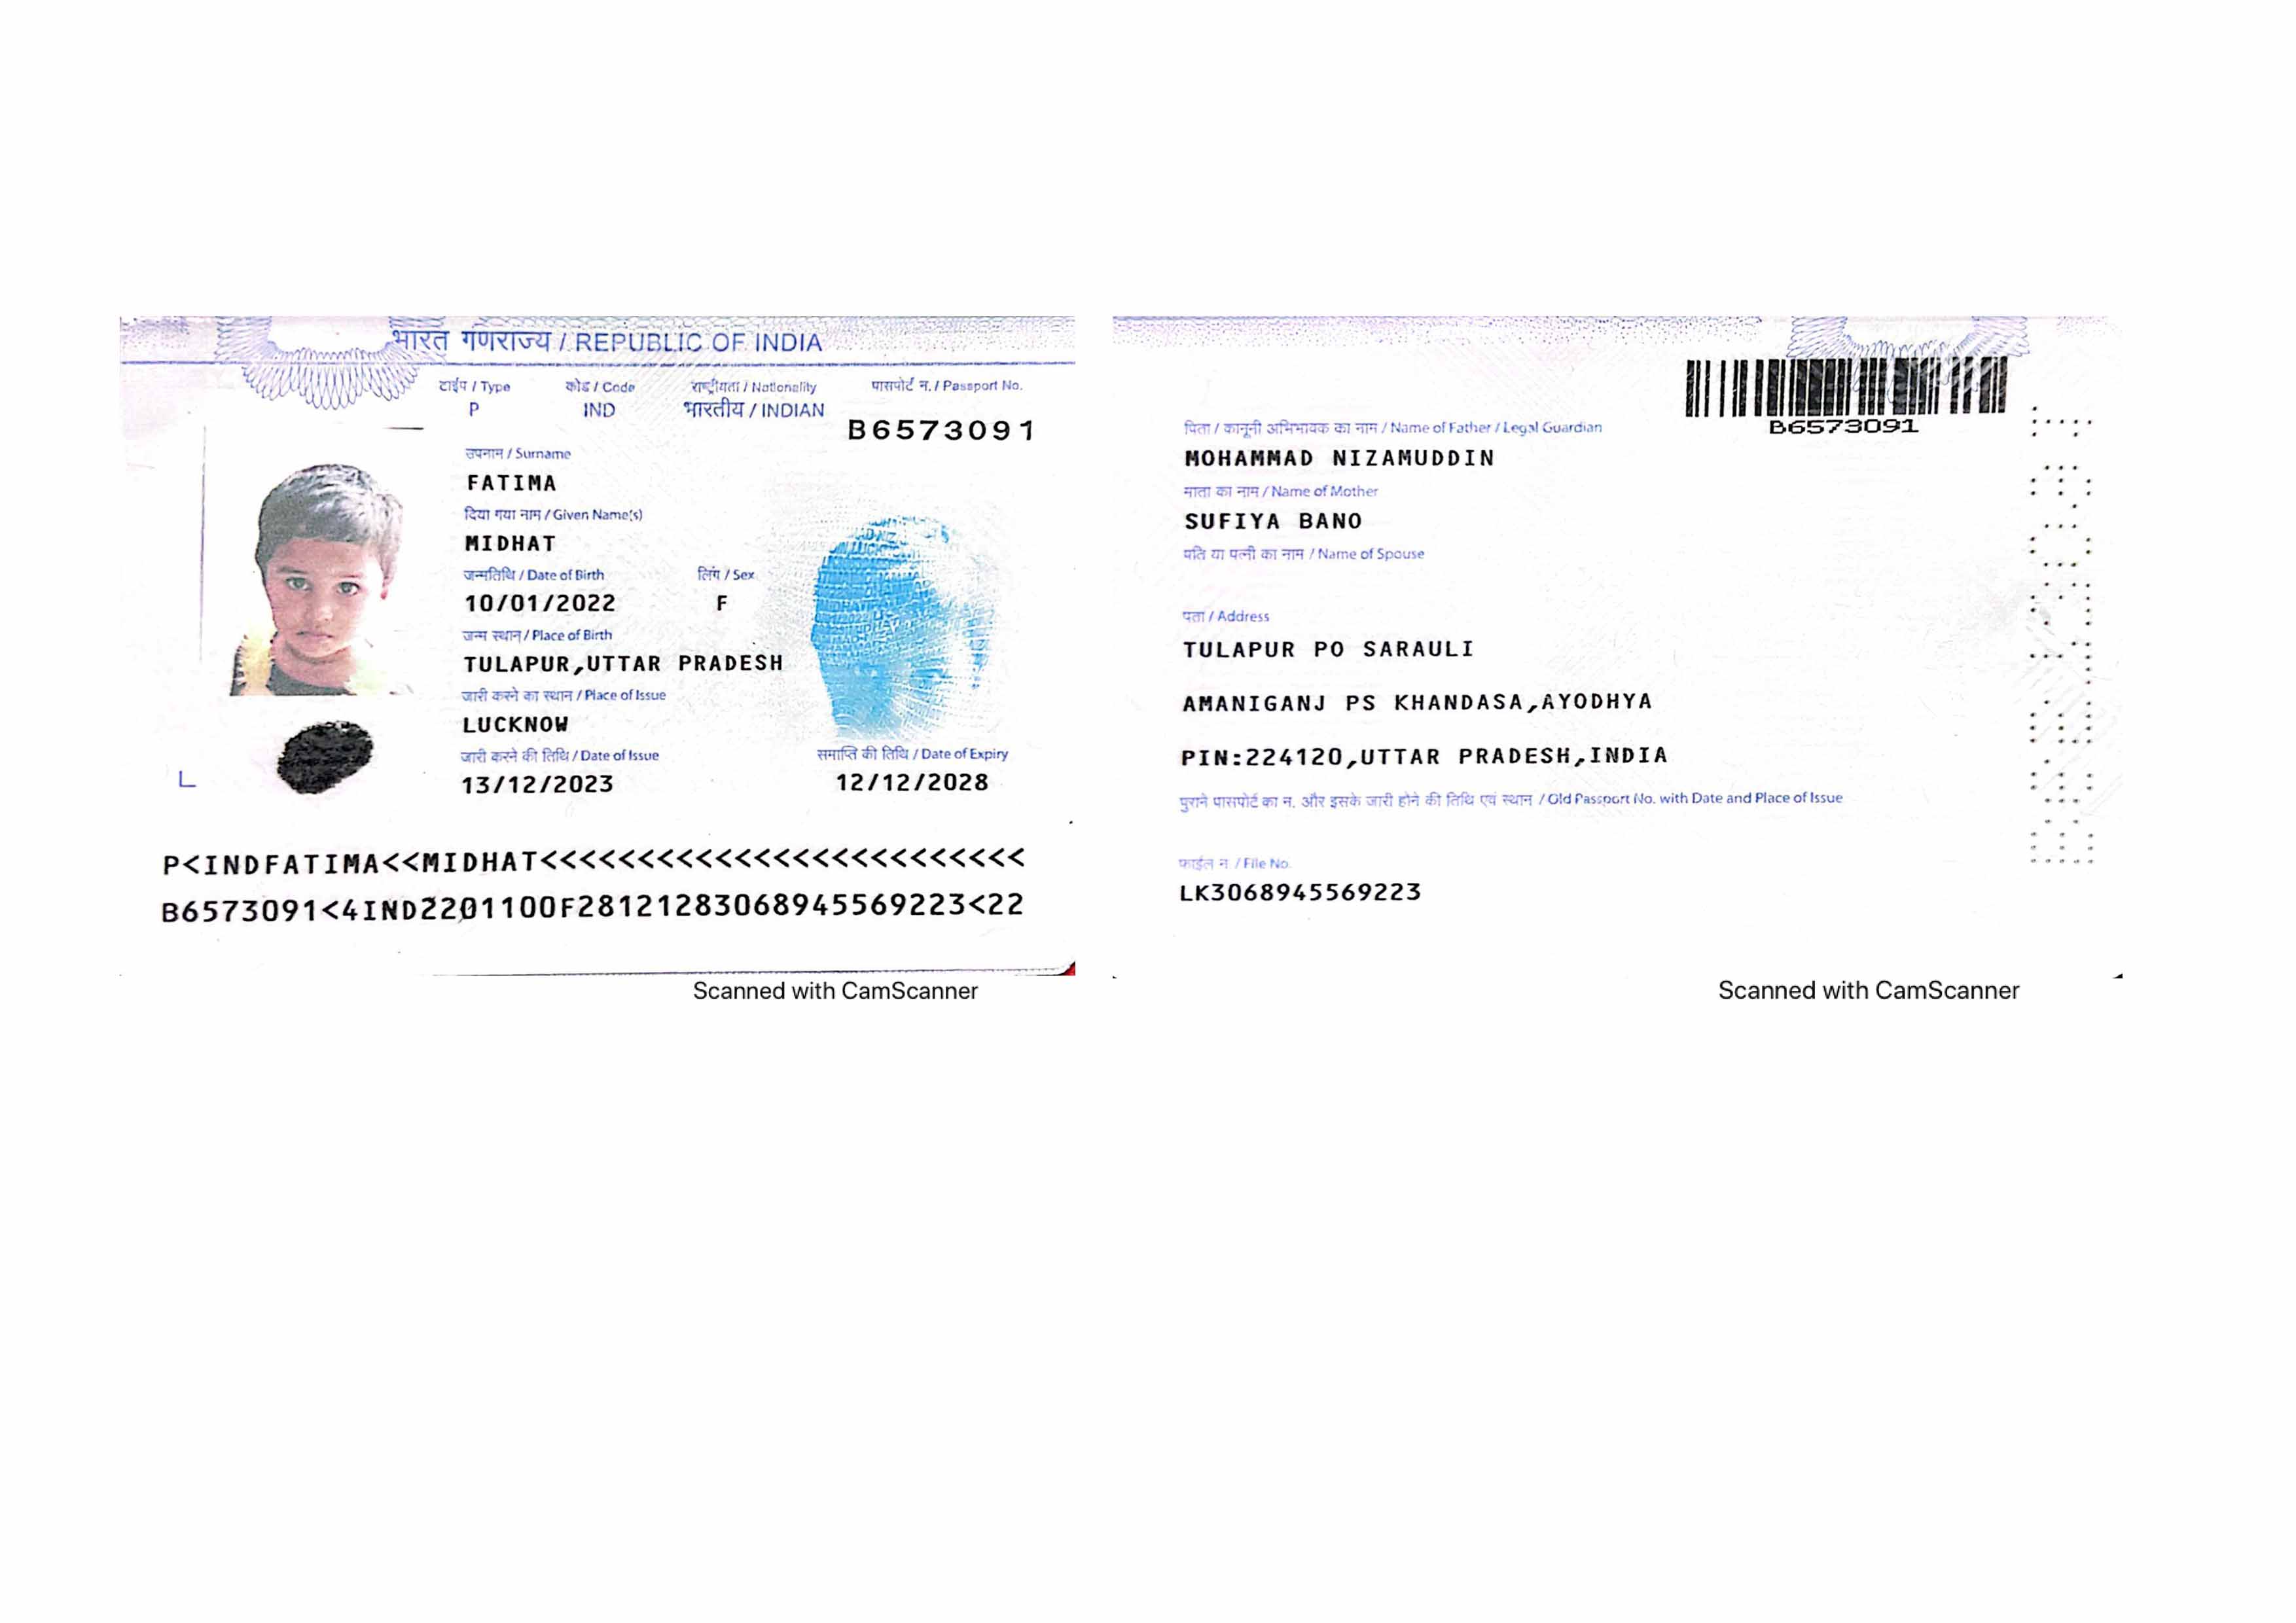 भारत गणराज्य / REPUBLIC OF INDIA
टाईप / Type कोड / Code राष्ट्रीयता / Nationality पासपोर्ट न. / Passport No.
P IND भारतीय / INDIAN B6573091
उपनाम / Surname
FATIMA
दिया गया नाम / Given Name(s)
MIDHAT
जन्मतिथि / Date of Birth लिंग / Sex
10/01/2022 F
जन्म स्थान / Place of Birth
TULAPUR,UTTAR PRADESH
जारी करने का स्थान / Place of Issue
LUCKNOW
जारी करने की तिथि / Date of Issue समाप्ति की तिथि / Date of Expiry
13/12/2023 12/12/2028
P<INDFATIMA<<MIDHAT<<<<<<<<<<<<<<<<<<<<<<<<<
B6573091<4IND2201100F28121283068945569223<22
Scanned with CamScanner
B6573091
पिता / कानूनी अभिभावक का नाम / Name of Father / Legal Guardian
MOHAMMAD NIZAMUDDIN
माता का नाम / Name of Mother
SUFIYA BANO
पति या पत्नी का नाम / Name of Spouse
पता / Address
TULAPUR PO SARAULI
AMANIGANJ PS KHANDASA,AYODHYA
PIN:224120,UTTAR PRADESH,INDIA
पुराने पासपोर्ट का न. और इसके जारी होने की तिथि एवं स्थान / Old Passport No. with Date and Place of Issue
फाईल न. / File No.
LK3068945569223
Scanned with CamScanner